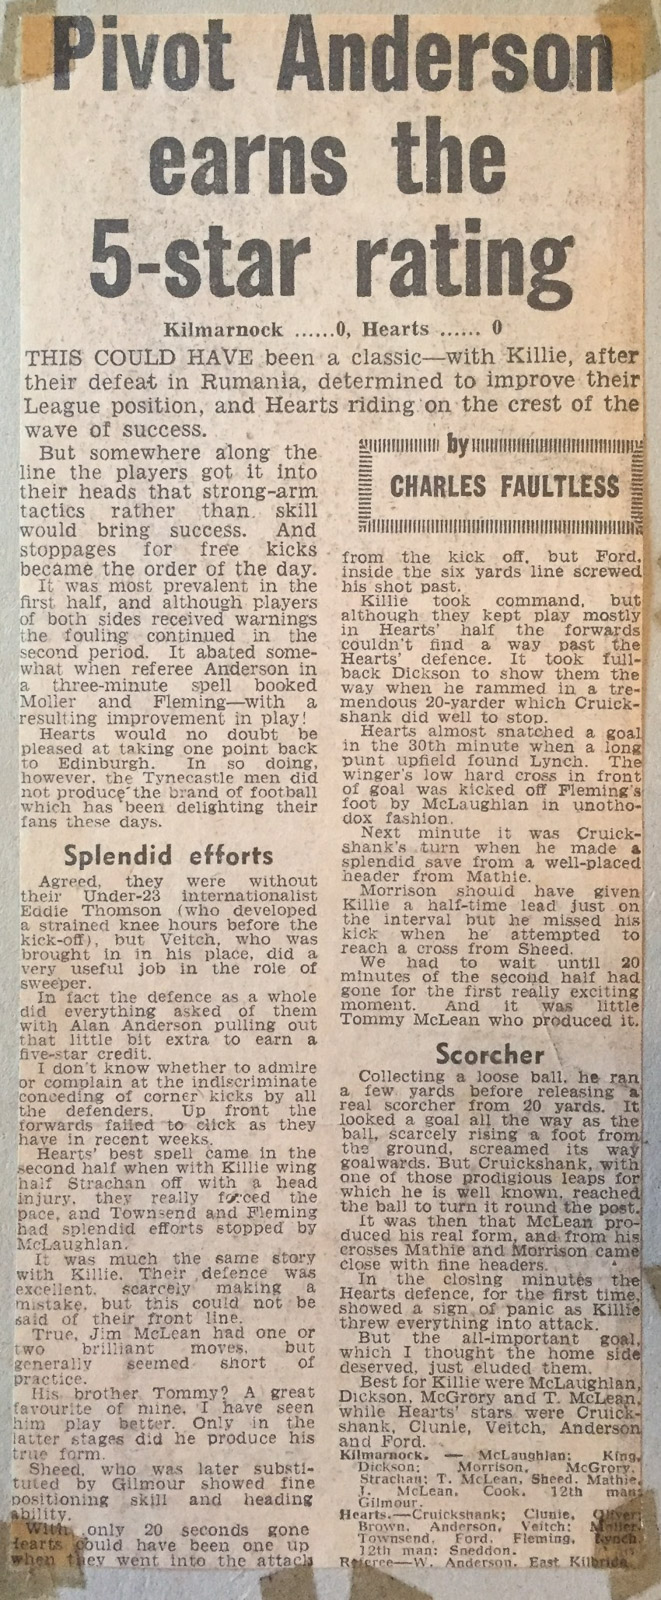 Pivot Anderson
earns the
5-star rating
Kilmarnock ......0, Hearts ...... 0
THIS COULD HAVE been a classic—with Killie, after
their defeat in Rumania, determined to improve their
League position, and Hearts riding on the crest of the
wave of success.
But somewhere along the
line the players got it into
their heads that strong-arm
tactics rather than skill
would bring success. And
stoppages for free kicks
became the order of the day.
It was most prevalent in the
first half, and although players
of both sides received warnings
the fouling continued in the
second period. It abated some-
what when referee Anderson in
a three-minute spell booked
Moller and Fleming—with a
resulting improvement in play!
Hearts would no doubt be
pleased at taking one point back
to Edinburgh. In so doing,
however, the Tynecastle men did
not produce the brand of football
which has been delighting their
fans these days.
Splendid efforts
Agreed, they were without
their Under-23 internationalist
Eddie Thomson (who developed
a strained knee hours before the
kick-off), but Veitch, who was
brought in in his place, did a
very useful job in the role of
sweeper.
In fact the defence as a whole
did everything asked of them
with Alan Anderson pulling out
that little bit extra to earn a
five-star credit.
I don't know whether to admire
or complain at the indiscriminate
conceding of corner kicks by all
the defenders. Up front the
forwards failed to click as they
have in recent weeks.
Hearts' best spell came in the
second half when with Killie wing
half Strachan off with a head
injury, they really forced the
pace, and Townsend and Fleming
had splendid efforts stopped by
McLaughlan.
It was much the same story
with Killie. Their defence was
excellent, scarcely making a
mistake, but this could not be
said of their front line.
True, Jim McLean had one or
two brilliant moves, but
generally seemed short of
practice.
His brother Tommy? A great
favourite of mine, I have seen
him play better. Only in the
latter stages did he produce his
true form.
Sheed, who was later substi-
tuted by Gilmour showed fine
positioning skill and heading
ability.
With only 20 seconds gone
Hearts could have been one up
when they went into the attack
by
CHARLES FAULTLESS
from the kick off, but Ford,
inside the six yards line screwed
his shot past.
Killie took command, but
although they kept play mostly
in Hearts' half the forwards
couldn't find a way past the
Hearts' defence. It took full-
back Dickson to show them the
way when he rammed in a tre-
mendous 20-yarder which Cruick-
shank did well to stop.
Hearts almost snatched a goal
in the 30th minute when a long
punt upfield found Lynch. The
winger's low hard cross in front
of goal was kicked off Fleming's
foot by McLaughlan in unotho-
dox fashion.
Next minute it was Cruick-
shank's turn when he made a
splendid save from a well-placed
header from Mathie.
Morrison should have given
Killie a half-time lead just on
the interval but he missed his
kick when he attempted to
reach a cross from Sheed.
We had to wait until 20
minutes of the second half had
gone for the first really exciting
moment. And it was little
Tommy McLean who produced it.
Scorcher
Collecting a loose ball, he ran
a few yards before releasing a
real scorcher from 20 yards. It
looked a goal all the way as the
ball, scarcely rising a foot from
the ground, screamed its way
goalwards. But Cruickshank, with
one of those prodigious leaps for
which he is well known, reached
the ball to turn it round the post.
It was then that McLean pro-
duced his real form, and from his
crosses Mathie and Morrison came
close with fine headers.
In the closing minutes the
Hearts defence, for the first time,
showed a sign of panic as Killie
threw everything into attack.
But the all-important goal,
which I thought the home side
deserved, just eluded them.
Best for Killie were McLaughlan,
Dickson, McGrory and T. McLean,
while Hearts' stars were Cruick-
shank, Clunie, Veitch, Anderson
and Ford.
Kilmarnock. — McLaughlan; King,
Dickson; Morrison, McGrory,
Strachan; T. McLean, Sheed, Mathie,
J. McLean, Cook. 12th man:
Gilmour.
Hearts.—Cruickshank; Clunie, Oliver;
Brown, Anderson, Veitch; Moller,
Townsend, Ford, Fleming, Lynch.
12th man: Sneddon.
Referee—W. Anderson, East Kilbride.